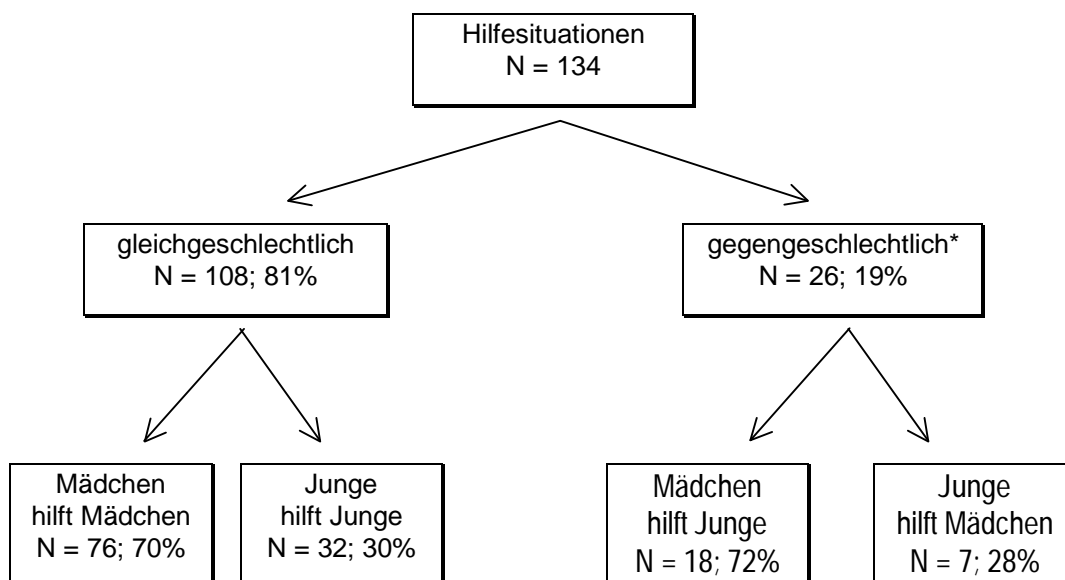 Hilfesituationen
N = 134
gleichgeschlechtlich
N = 108; 81%
gegengeschlechtlich*
N = 26; 19%
Mädchen
hilft Mädchen
N = 76; 70%
Junge
hilft Junge
N = 32; 30%
Mädchen
hilft Junge
N = 18; 72%
Junge
hilft Mädchen
N = 7; 28%